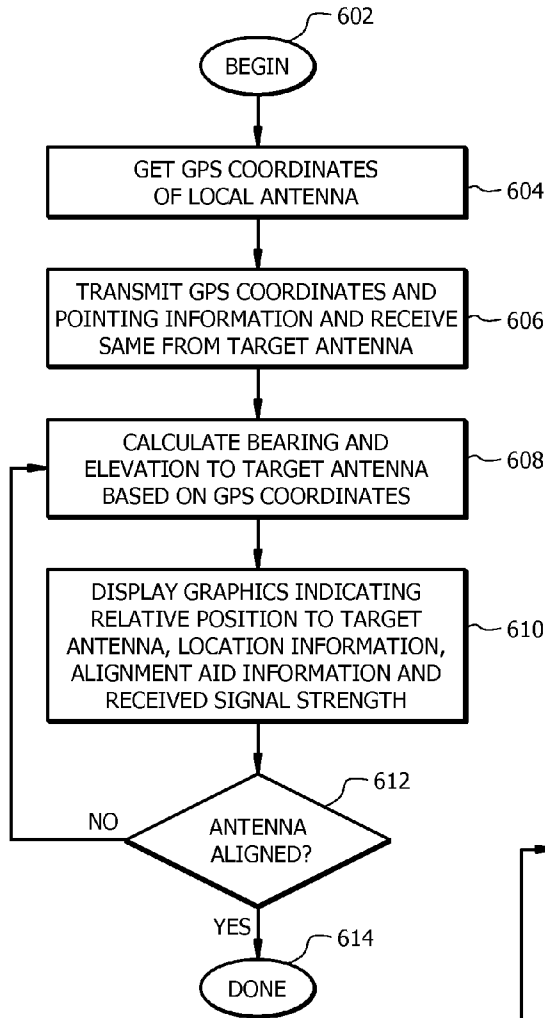 602
BEGIN
GET GPS COORDINATES
OF LOCAL ANTENNA
604
TRANSMIT GPS COORDINATES AND
POINTING INFORMATION AND RECEIVE
SAME FROM TARGET ANTENNA
606
CALCULATE BEARING AND
ELEVATION TO TARGET ANTENNA
BASED ON GPS COORDINATES
608
DISPLAY GRAPHICS INDICATING
RELATIVE POSITION TO TARGET
ANTENNA, LOCATION INFORMATION,
ALIGNMENT AID INFORMATION AND
RECEIVED SIGNAL STRENGTH
610
612
NO
ANTENNA
ALIGNED?
YES
614
DONE